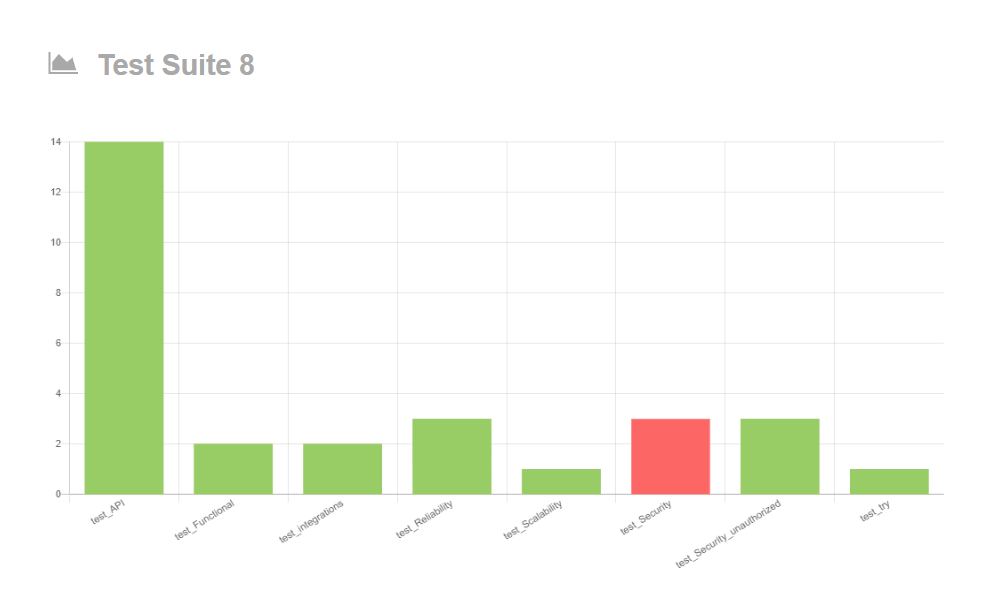 Test Suite 8
14
12
10
8
6
4
2
0
test_API
test_Functional
test_integrations
test_Reliability
test_Scalability
test_Security
test_Security_unauthorized
test_try